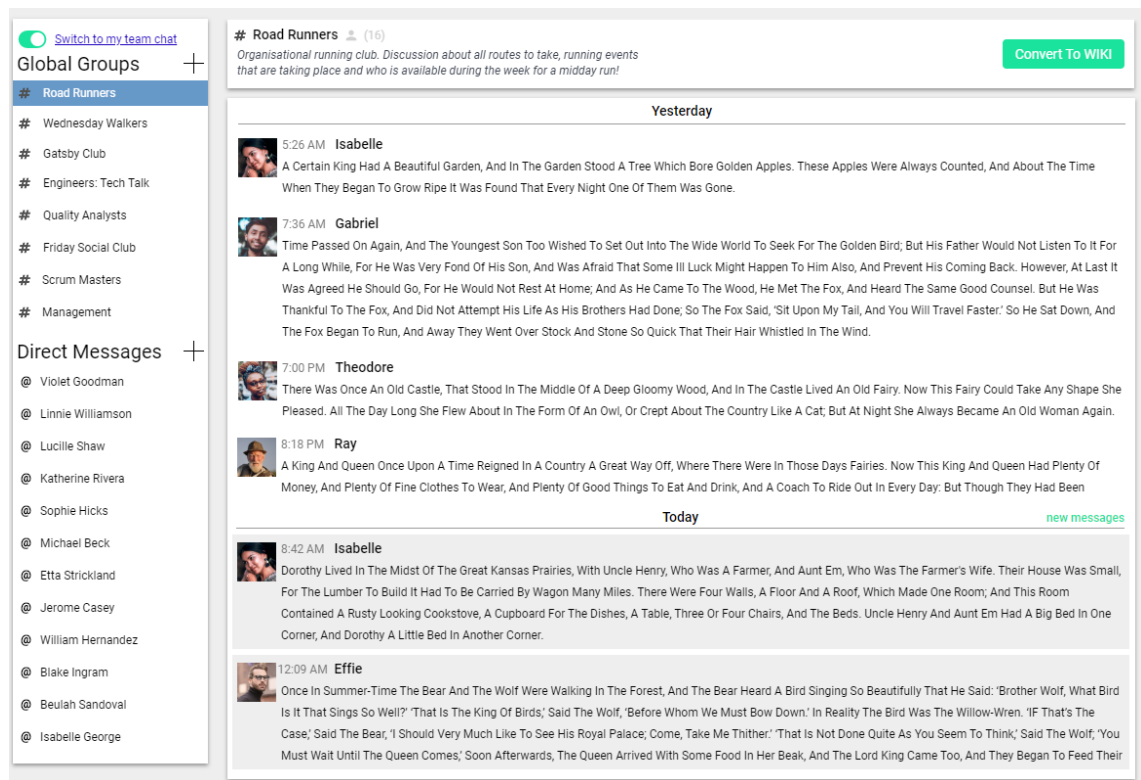 Switch to my team chat
Global Groups
# Road Runners
# Wednesday Walkers
# Gatsby Club
# Engineers: Tech Talk
# Quality Analysts
# Friday Social Club
# Scrum Masters
# Management
Direct Messages
@ Violet Goodman
@ Linnie Williamson
@ Lucille Shaw
@ Katherine Rivera
@ Sophie Hicks
@ Michael Beck
@ Etta Strickland
@ Jerome Casey
@ William Hernandez
@ Blake Ingram
@ Beulah Sandoval
@ Isabelle George
# Road Runners (16)
Organisational running club. Discussion about all routes to take, running events
that are taking place and who is available during the week for a midday run!
Convert To WIKI
Yesterday
5:26 AM Isabelle
A Certain King Had A Beautiful Garden, And In The Garden Stood A Tree Which Bore Golden Apples. These Apples Were Always Counted, And About The Time
When They Began To Grow Ripe It Was Found That Every Night One Of Them Was Gone.
7:36 AM Gabriel
Time Passed On Again, And The Youngest Son Too Wished To Set Out Into The Wide World To Seek For The Golden Bird; But His Father Would Not Listen To It For
A Long While, For He Was Very Fond Of His Son, And Was Afraid That Some Ill Luck Might Happen To Him Also, And Prevent His Coming Back. However, At Last It
Was Agreed He Should Go, For He Would Not Rest At Home; And As He Came To The Wood, He Met The Fox, And Heard The Same Good Counsel. But He Was
Thankful To The Fox, And Did Not Attempt His Life As His Brothers Had Done; So The Fox Said, ‘Sit Upon My Tail, And You Will Travel Faster.’ So He Sat Down, And
The Fox Began To Run, And Away They Went Over Stock And Stone So Quick That Their Hair Whistled In The Wind.
7:00 PM Theodore
There Was Once An Old Castle, That Stood In The Middle Of A Deep Gloomy Wood, And In The Castle Lived An Old Fairy. Now This Fairy Could Take Any Shape She
Pleased. All The Day Long She Flew About In The Form Of An Owl, Or Crept About The Country Like A Cat; But At Night She Always Became An Old Woman Again.
8:18 PM Ray
A King And Queen Once Upon A Time Reigned In A Country A Great Way Off, Where There Were In Those Days Fairies. Now This King And Queen Had Plenty Of
Money, And Plenty Of Fine Clothes To Wear, And Plenty Of Good Things To Eat And Drink, And A Coach To Ride Out In Every Day: But Though They Had Been
Today
new messages
8:42 AM Isabelle
Dorothy Lived In The Midst Of The Great Kansas Prairies, With Uncle Henry, Who Was A Farmer, And Aunt Em, Who Was The Farmer's Wife. Their House Was Small,
For The Lumber To Build It Had To Be Carried By Wagon Many Miles. There Were Four Walls, A Floor And A Roof, Which Made One Room; And This Room
Contained A Rusty Looking Cookstove, A Cupboard For The Dishes, A Table, Three Or Four Chairs, And The Beds. Uncle Henry And Aunt Em Had A Big Bed In One
Corner, And Dorothy A Little Bed In Another Corner.
12:09 AM Effie
Once In Summer-Time The Bear And The Wolf Were Walking In The Forest, And The Bear Heard A Bird Singing So Beautifully That He Said: ‘Brother Wolf, What Bird
Is It That Sings So Well?’ ‘That Is The King Of Birds,’ Said The Wolf, ‘Before Whom We Must Bow Down.’ In Reality The Bird Was The Willow-Wren. ‘IF That's The
Case,’ Said The Bear, ‘I Should Very Much Like To See His Royal Palace; Come, Take Me Thither.’ ‘That Is Not Done Quite As You Seem To Think,’ Said The Wolf; ‘You
Must Wait Until The Queen Comes,’ Soon Afterwards, The Queen Arrived With Some Food In Her Beak, And The Lord King Came Too, And They Began To Feed Their